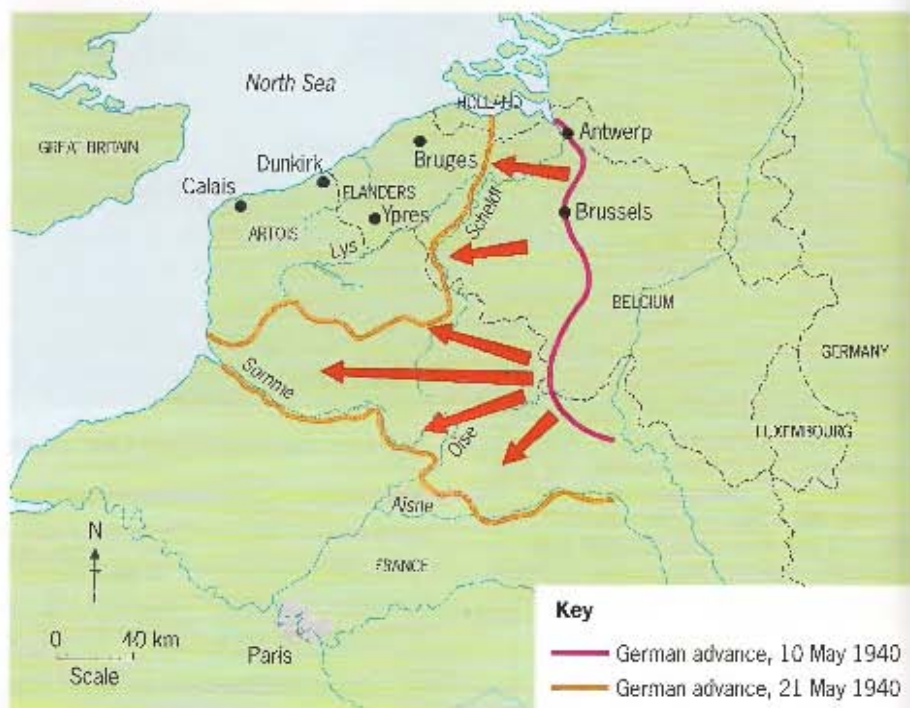 North Sea
HOLLAND
GREAT BRITAIN
Antwerp
Bruges
Dunkirk
Calais
FLANDERS
Scheldt
Ypres
Brussels
ARTOIS
Lys
BELGIUM
GERMANY
Somme
LUXEMBOURG
Oise
Aisne
N
FRANCE
0 40 km
Scale
Paris
Key
German advance, 10 May 1940
German advance, 21 May 1940